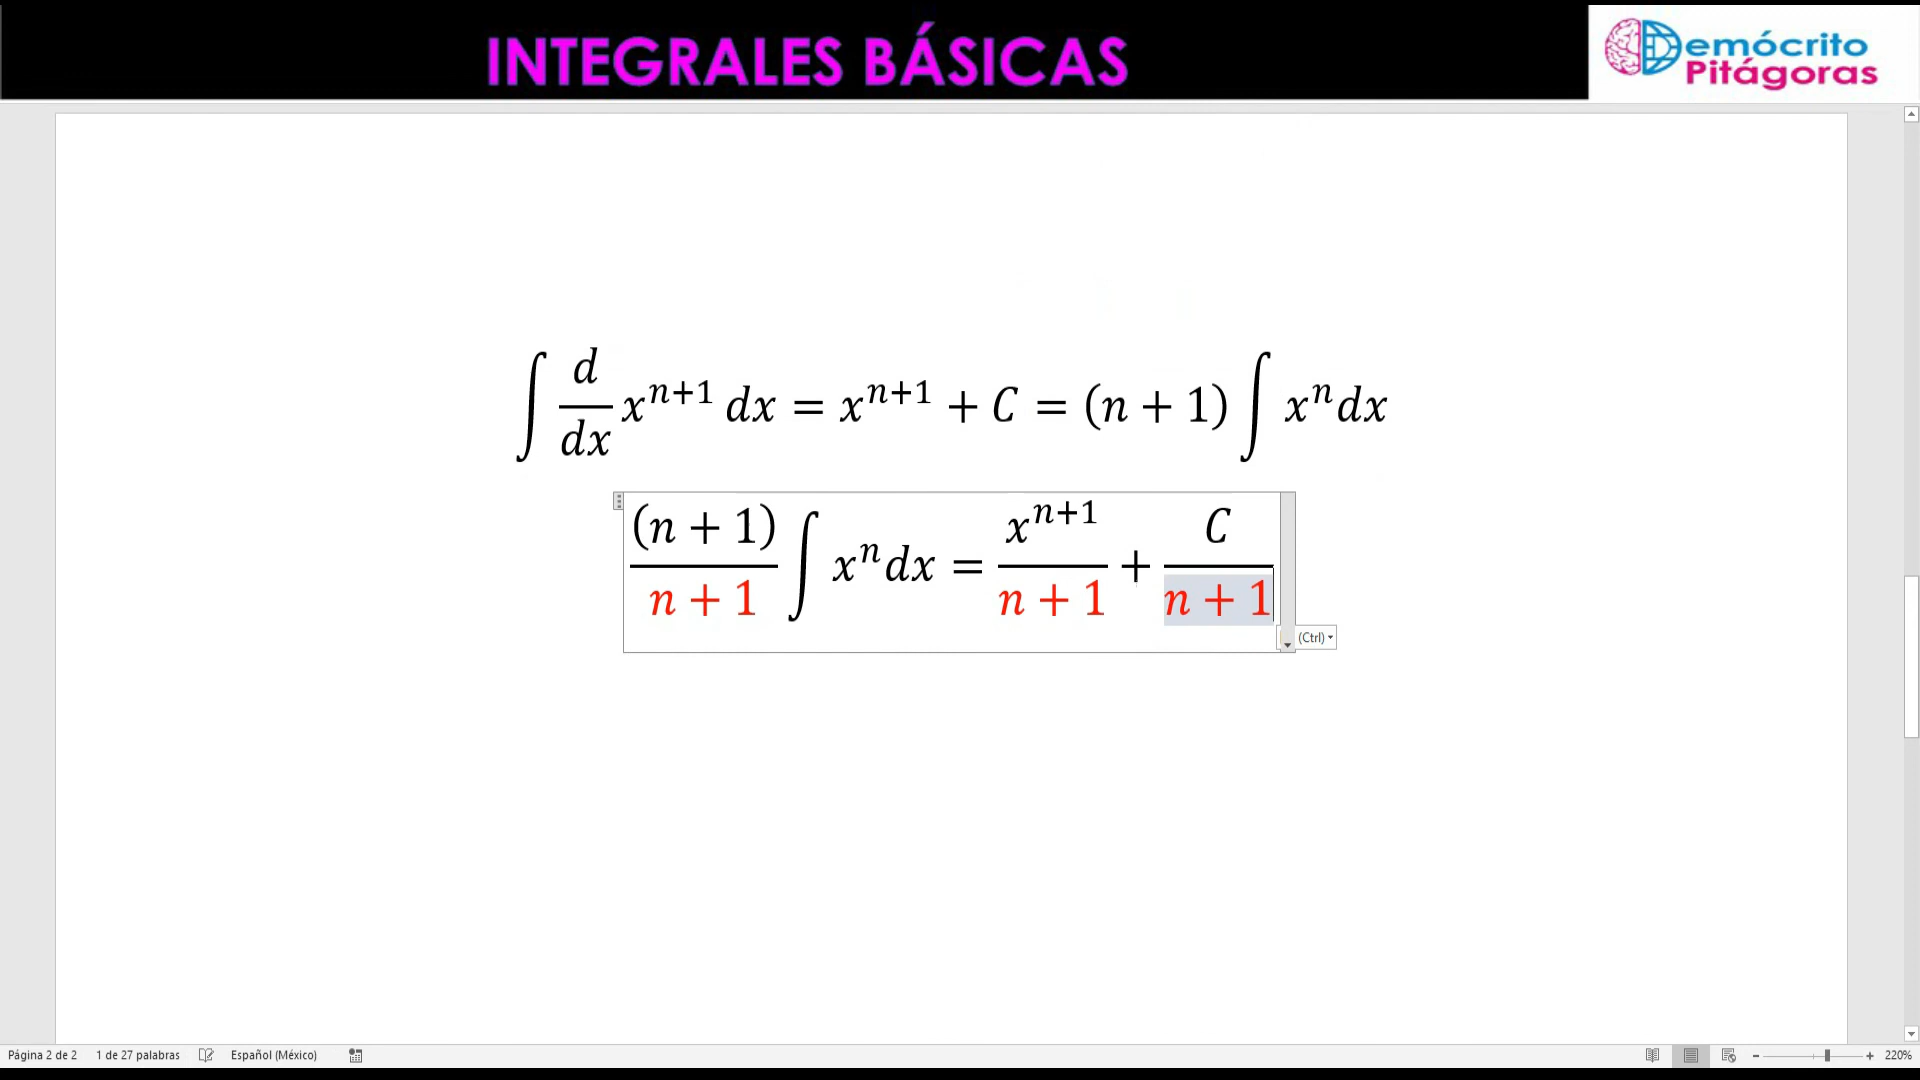 INTEGRALES BÁSICAS
Demócrito
Pitágoras
∫ d/dx x^{n+1} dx = x^{n+1} + C = (n + 1) ∫ x^n dx
(n + 1)/(n + 1) ∫ x^n dx = x^{n+1}/(n + 1) + C/(n + 1)
(Ctrl)
Página 2 de 2 1 de 27 palabras Español (México) 220%